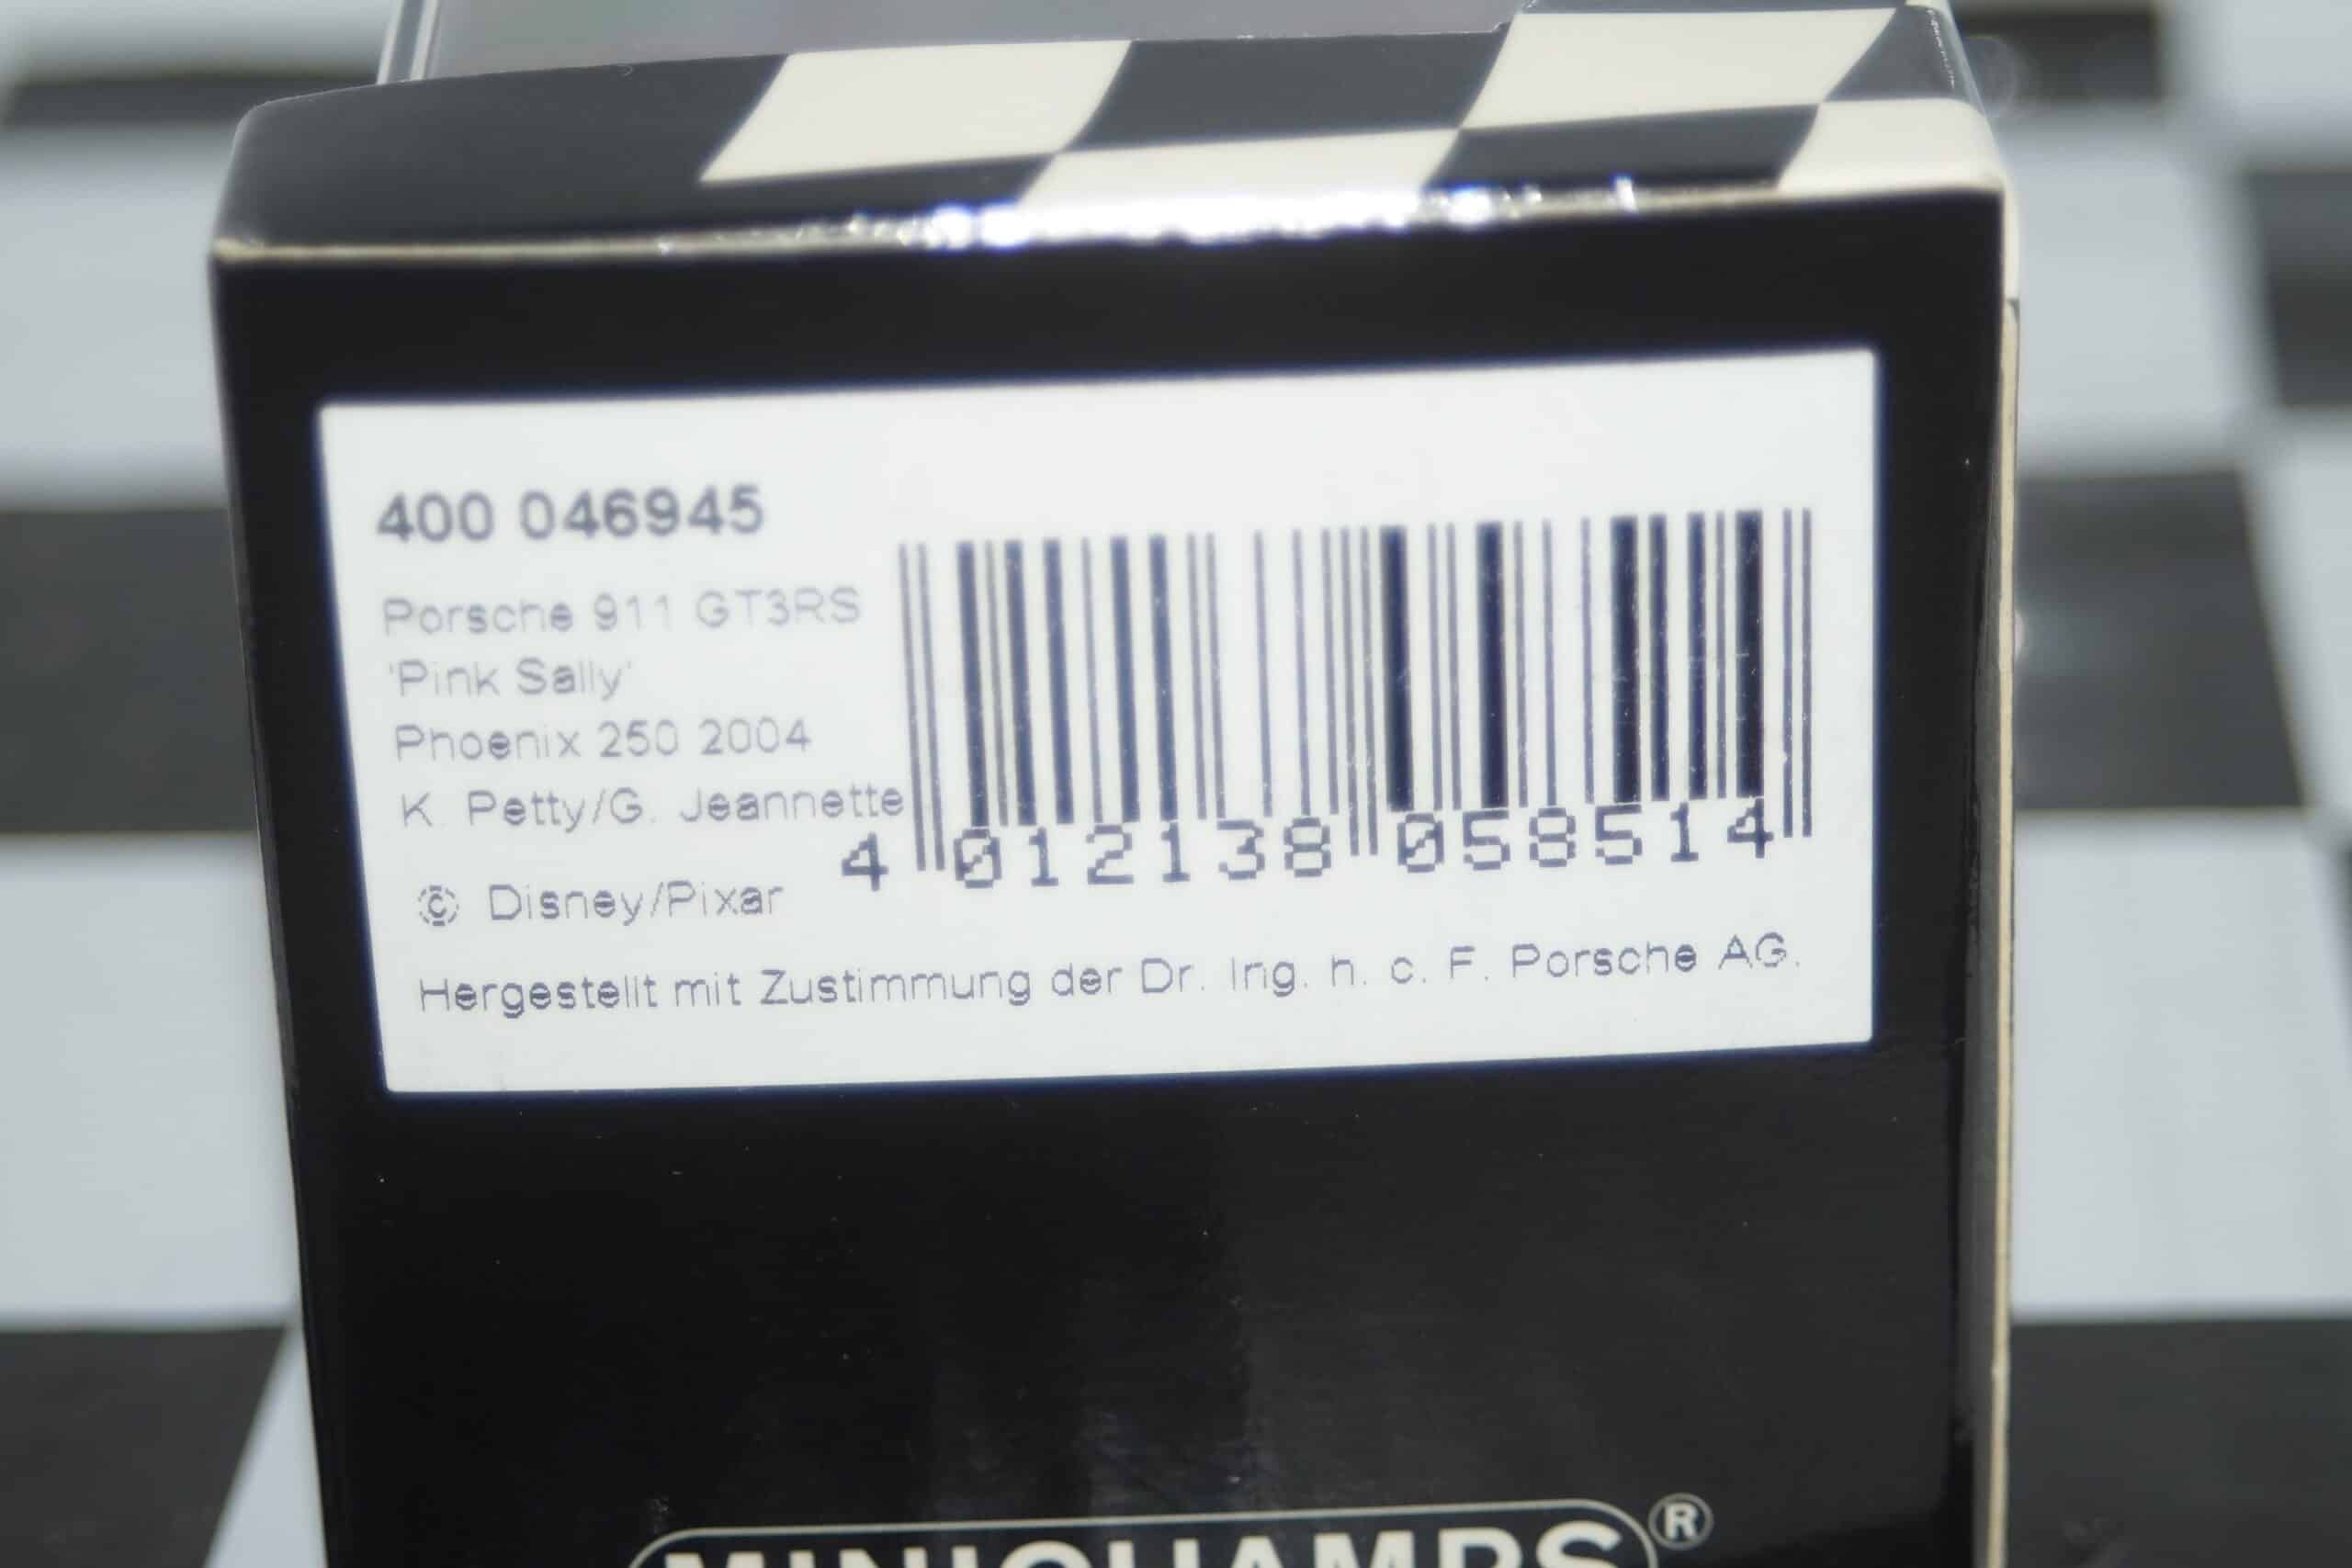 400 046945
Porsche 911 GT3RS
'Pink Sally'
Phoenix 250 2004
K. Petty/G. Jeannette
4 012138 058514
© Disney/Pixar
Hergestellt mit Zustimmung der Dr. Ing. h. c. F. Porsche AG.
MINICHAMPS®